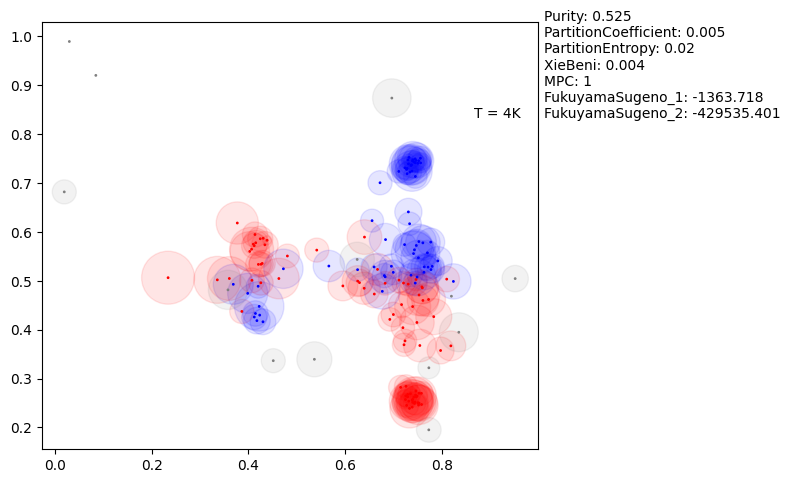 Purity: 0.525
PartitionCoefficient: 0.005
PartitionEntropy: 0.02
XieBeni: 0.004
MPC: 1
FukuyamaSugeno_1: -1363.718
FukuyamaSugeno_2: -429535.401
T = 4K
1.0
0.9
0.8
0.7
0.6
0.5
0.4
0.3
0.2
0.0 0.2 0.4 0.6 0.8